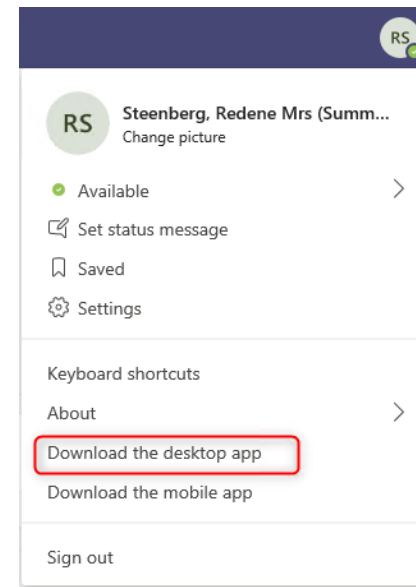 RS
RS
Steenberg, Redene Mrs (Summ...
Change picture
Available
Set status message
Saved
Settings
Keyboard shortcuts
About
Download the desktop app
Download the mobile app
Sign out